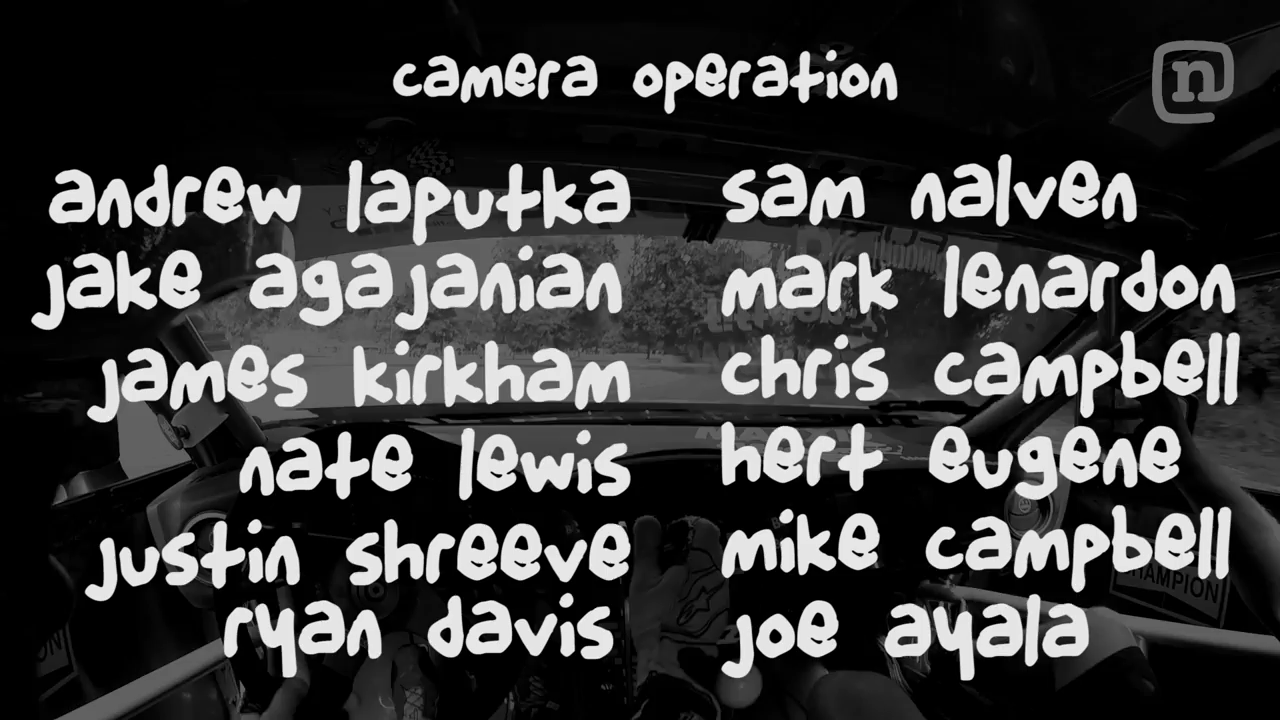 camera operation
n
andrew laputka
jake agajanian
james kirkham
nate lewis
justin shreeve
ryan davis
sam nalven
mark lenardon
chris campbell
hert eugene
mike campbell
joe ayala
CHAMPION